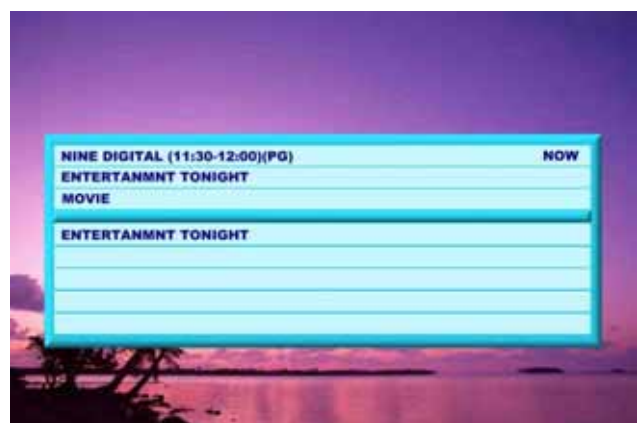 NINE DIGITAL (11:30-12:00)(PG) NOW
ENTERTANMNT TONIGHT
MOVIE
ENTERTANMNT TONIGHT